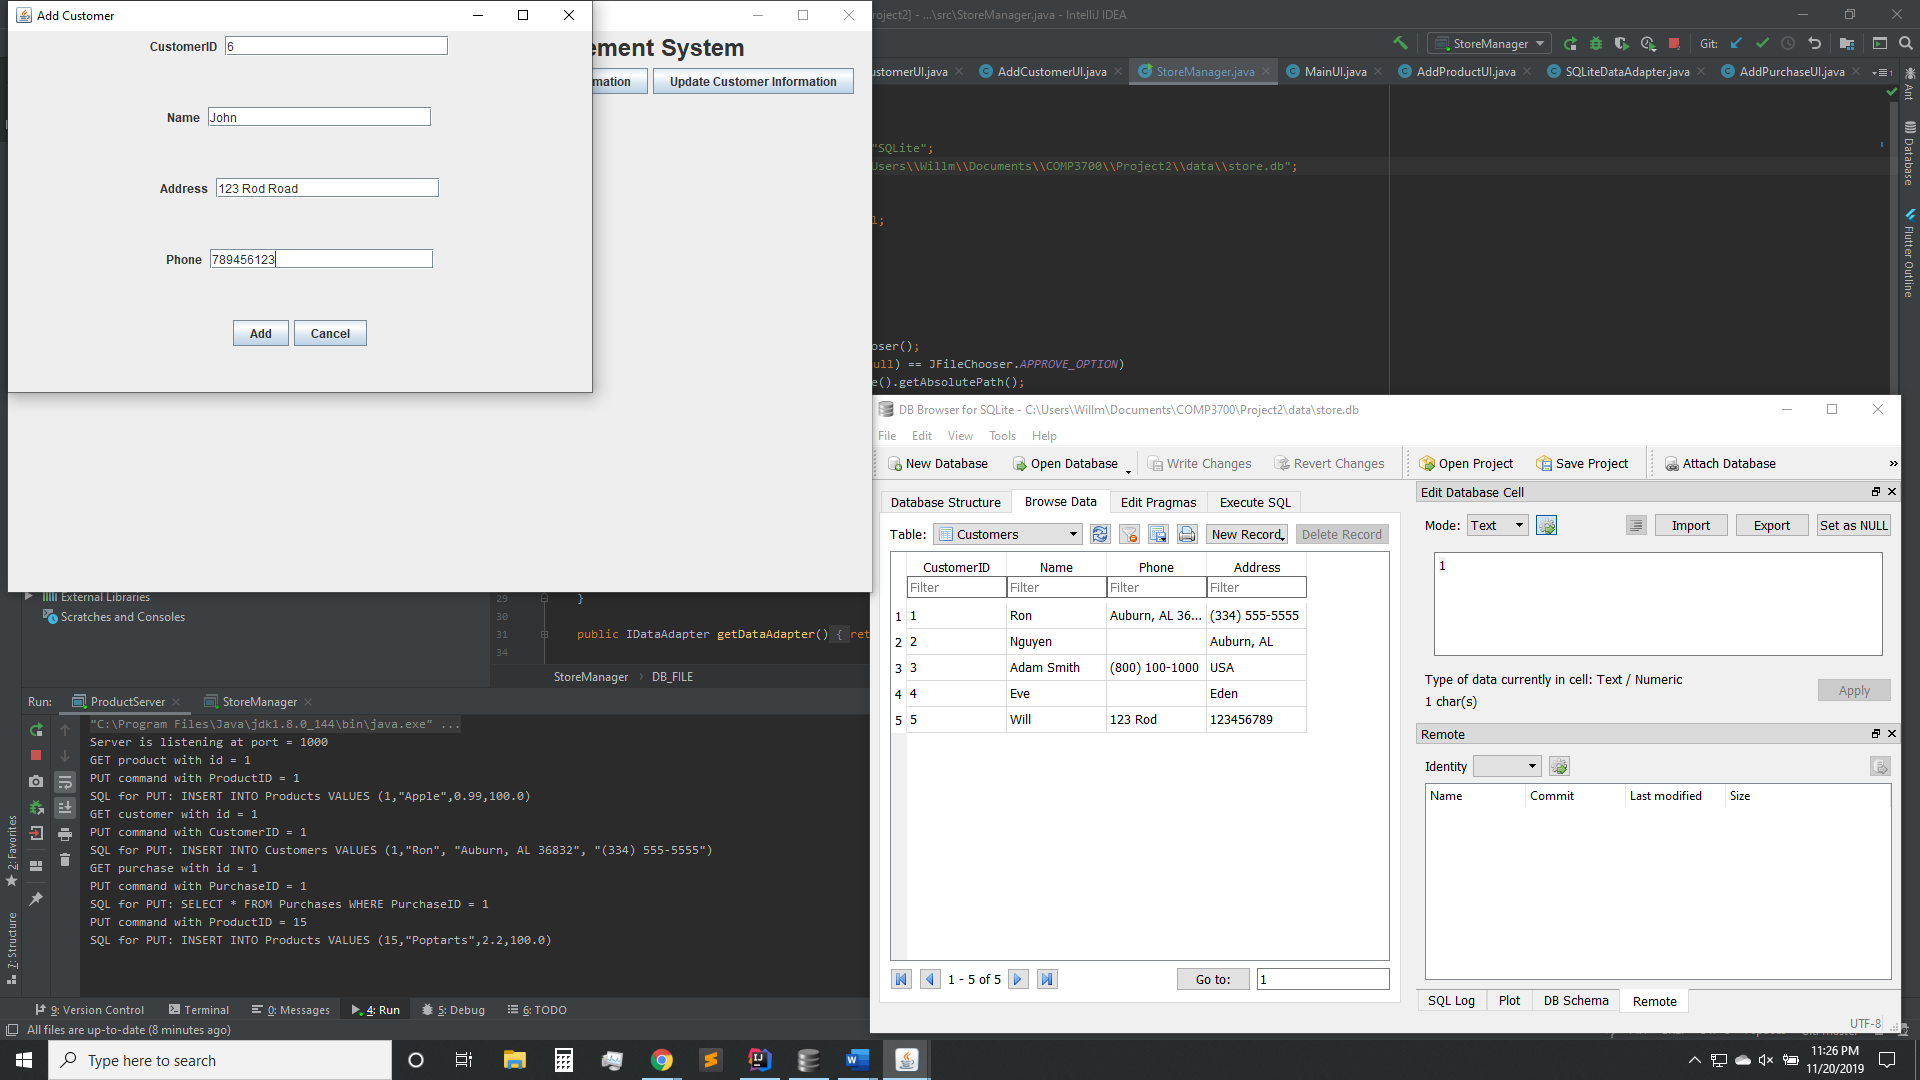 Add Customer
CustomerID 6
Name John
Address 123 Rod Road
Phone 789456123
Add Cancel
ement System
mation Update Customer Information
roject2] - ...\src\StoreManager.java - IntelliJ IDEA
StoreManager Git:
ustomerUI.java AddCustomerUI.java StoreManager.java MainUI.java AddProductUI.java SQLiteDataAdapter.java AddPurchaseUI.java
"SQLite";
Users\\Willm\\Documents\\COMP3700\\Project2\\data\\store.db";
l;
oser();
ull) == JFileChooser.APPROVE_OPTION)
e().getAbsolutePath();
Ant
Database
Flutter Outline
DB Browser for SQLite - C:\Users\Willm\Documents\COMP3700\Project2\data\store.db
File Edit View Tools Help
New Database Open Database Write Changes Revert Changes Open Project Save Project Attach Database »
Database Structure Browse Data Edit Pragmas Execute SQL
Table: Customers New Record Delete Record
CustomerID Name Phone Address
Filter Filter Filter Filter
1 1 Ron Auburn, AL 36... (334) 555-5555
2 2 Nguyen Auburn, AL
3 3 Adam Smith (800) 100-1000 USA
4 4 Eve Eden
5 5 Will 123 Rod 123456789
1 - 5 of 5 Go to: 1
Edit Database Cell
Mode: Text Import Export Set as NULL
1
Type of data currently in cell: Text / Numeric
1 char(s)
Apply
Remote
Identity
Name Commit Last modified Size
SQL Log Plot DB Schema Remote
UTF-8
External Libraries
Scratches and Consoles
29 }
30
31 public IDataAdapter getDataAdapter() { ret
34
StoreManager › DB_FILE
Run: ProductServer StoreManager
"C:\Program Files\Java\jdk1.8.0_144\bin\java.exe" ...
Server is listening at port = 1000
GET product with id = 1
PUT command with ProductID = 1
SQL for PUT: INSERT INTO Products VALUES (1,"Apple",0.99,100.0)
GET customer with id = 1
PUT command with CustomerID = 1
SQL for PUT: INSERT INTO Customers VALUES (1,"Ron", "Auburn, AL 36832", "(334) 555-5555")
GET purchase with id = 1
PUT command with PurchaseID = 1
SQL for PUT: SELECT * FROM Purchases WHERE PurchaseID = 1
PUT command with ProductID = 15
SQL for PUT: INSERT INTO Products VALUES (15,"Poptarts",2.2,100.0)
2: Favorites
7: Structure
9: Version Control Terminal 0: Messages 4: Run 5: Debug 6: TODO
All files are up-to-date (8 minutes ago)
Type here to search
11:26 PM
11/20/2019